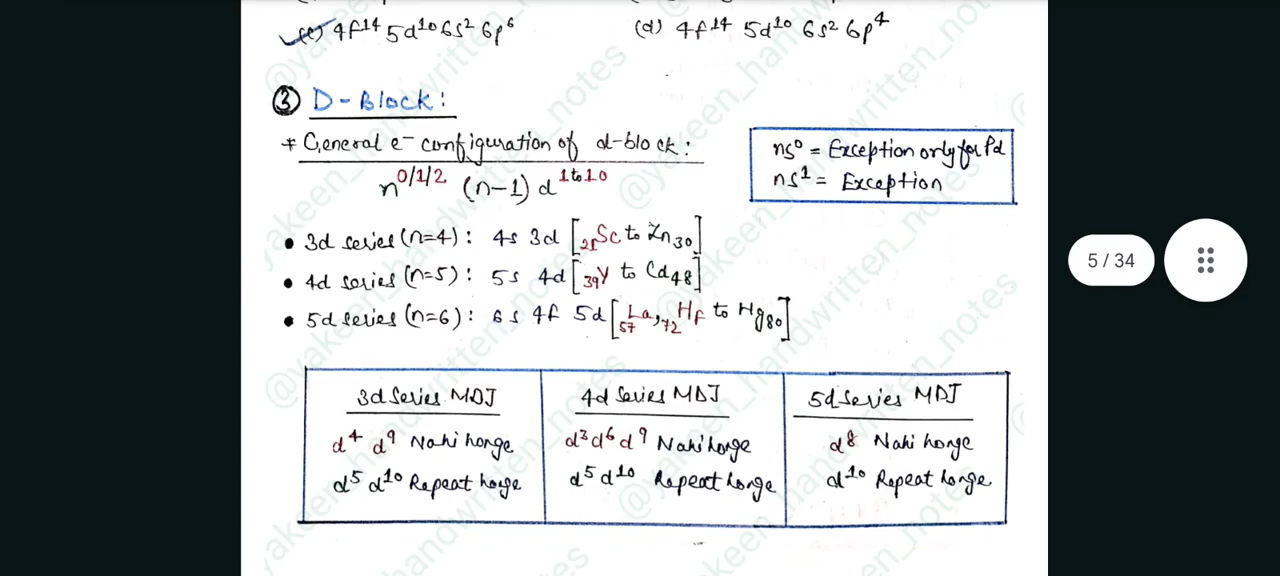 (c) 4f¹⁴ 5d¹⁰ 6s² 6p⁶
(d) 4f¹⁴ 5d¹⁰ 6s² 6p⁴
③ D-Block:
* General e⁻ configuration of d-block:
n⁰/¹/² (n-1) d¹ ᵗᵒ ¹⁰
ns⁰ = Exception only for Pd
ns¹ = Exception
• 3d series (n=4): 4s 3d [₂₁Sc to Zn₃₀]
• 4d series (n=5): 5s 4d [₃₉Y to Cd₄₈]
• 5d series (n=6): 6s 4f 5d [₅₇La, ₇₂Hf to Hg₈₀]
3d Series MDJ
d⁴ d⁹ Nahi honge
d⁵ d¹⁰ Repeat honge
4d Series MDJ
d³ d⁶ d⁹ Nahi honge
d⁵ d¹⁰ Repeat honge
5d Series MDJ
d⁸ Nahi honge
d¹⁰ Repeat honge
5 / 34
@yakeen_handwritten_notes